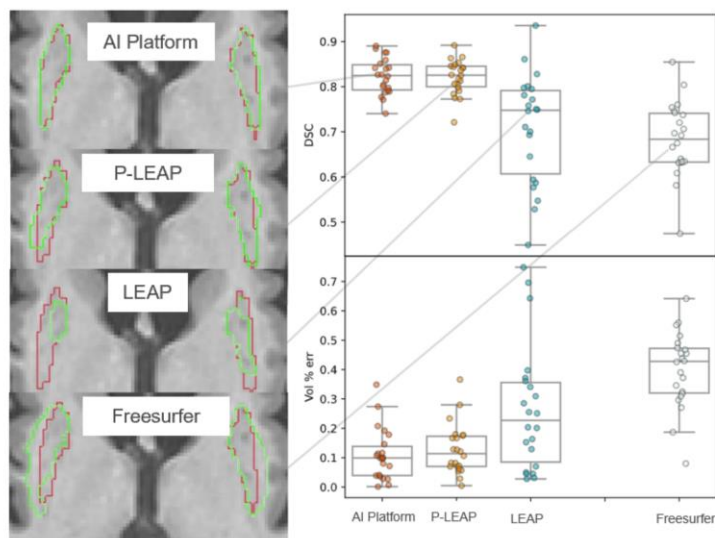 AI Platform
P-LEAP
LEAP
Freesurfer
DSC
0.9
0.8
0.7
0.6
0.5
Vol % err
0.7
0.6
0.5
0.4
0.3
0.2
0.1
0.0
AI Platform P-LEAP LEAP Freesurfer